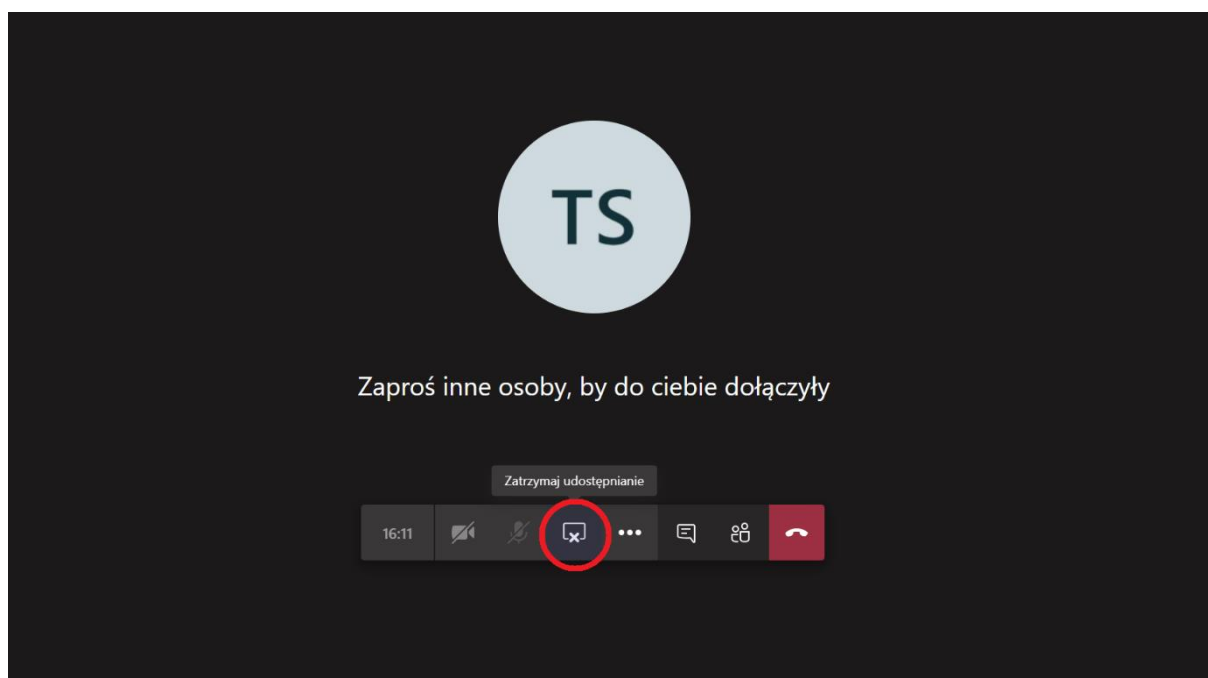 TS
Zaproś inne osoby, by do ciebie dołączyły
Zatrzymaj udostępnianie
16:11